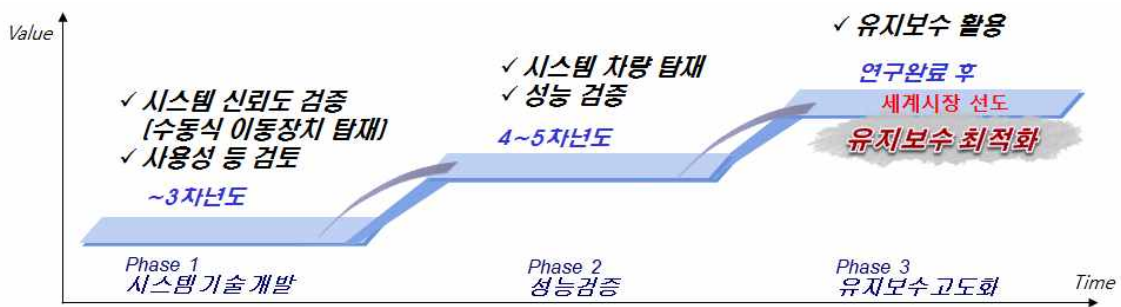 Value
✓ 시스템 신뢰도 검증
(수동식 이동장치 탑재)
✓ 사용성 등 검토
~3차년도
✓ 시스템 차량 탑재
✓ 성능 검증
4~5차년도
✓ 유지보수 활용
연구완료 후
세계시장 선도
유지보수 최적화
Phase 1
시스템기술개발
Phase 2
성능검증
Phase 3
유지보수고도화
Time